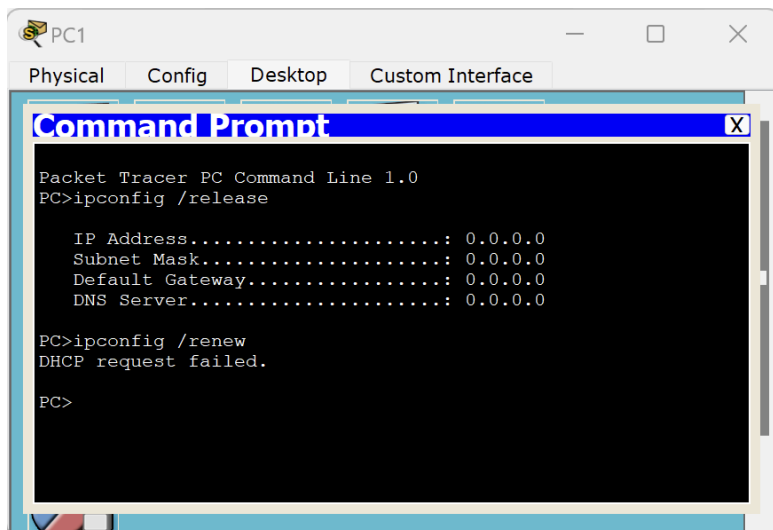 PC1
Physical Config Desktop Custom Interface
Command Prompt
X
Packet Tracer PC Command Line 1.0
PC>ipconfig /release
IP Address......................: 0.0.0.0
Subnet Mask.....................: 0.0.0.0
Default Gateway.................: 0.0.0.0
DNS Server......................: 0.0.0.0
PC>ipconfig /renew
DHCP request failed.
PC>